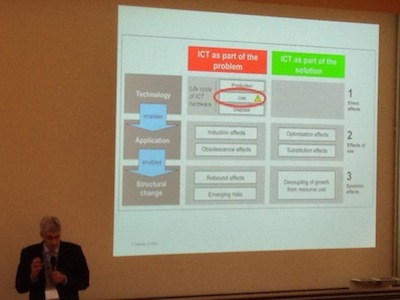 ICT as part of the
problem
ICT as part of the
solution
Technology
Life cycle
of ICT
hardware
Production
Use
Disposal
1
Direct
effects
enables
Application
Induction effects
Obsolescence effects
Optimisation effects
Substitution effects
2
Effects of
use
enables
Structural
change
Rebound effects
Emerging risks
Decoupling of growth
from resource use
3
Systemic
effects